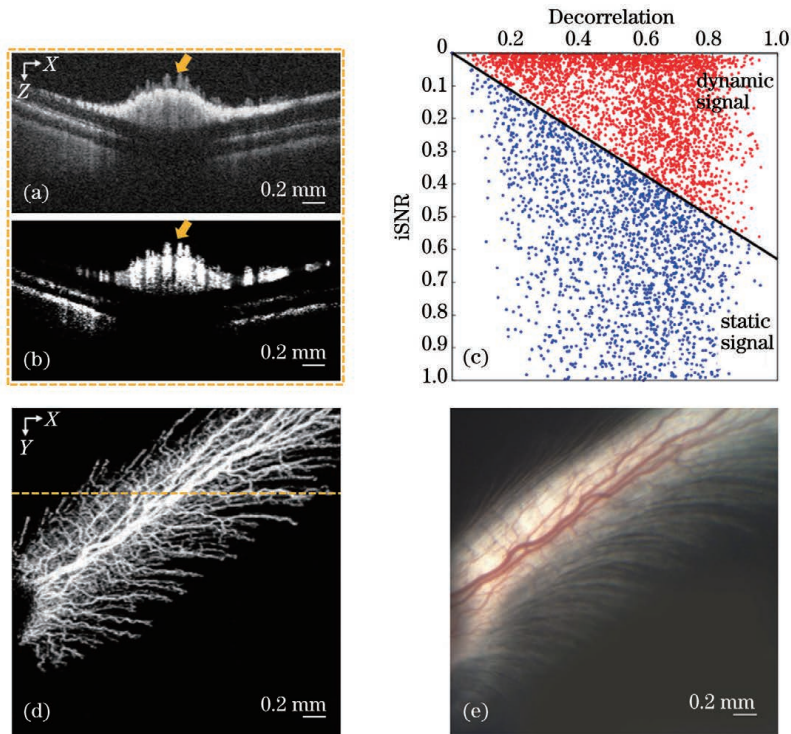 X
Z
(a)
0.2 mm
(b)
0.2 mm
Decorrelation
0 0.2 0.4 0.6 0.8 1.0
0.1
0.2
0.3
0.4
0.5
0.6
0.7
0.8
0.9
1.0
iSNR
dynamic
signal
static
signal
(c)
X
Y
(d)
0.2 mm
(e)
0.2 mm